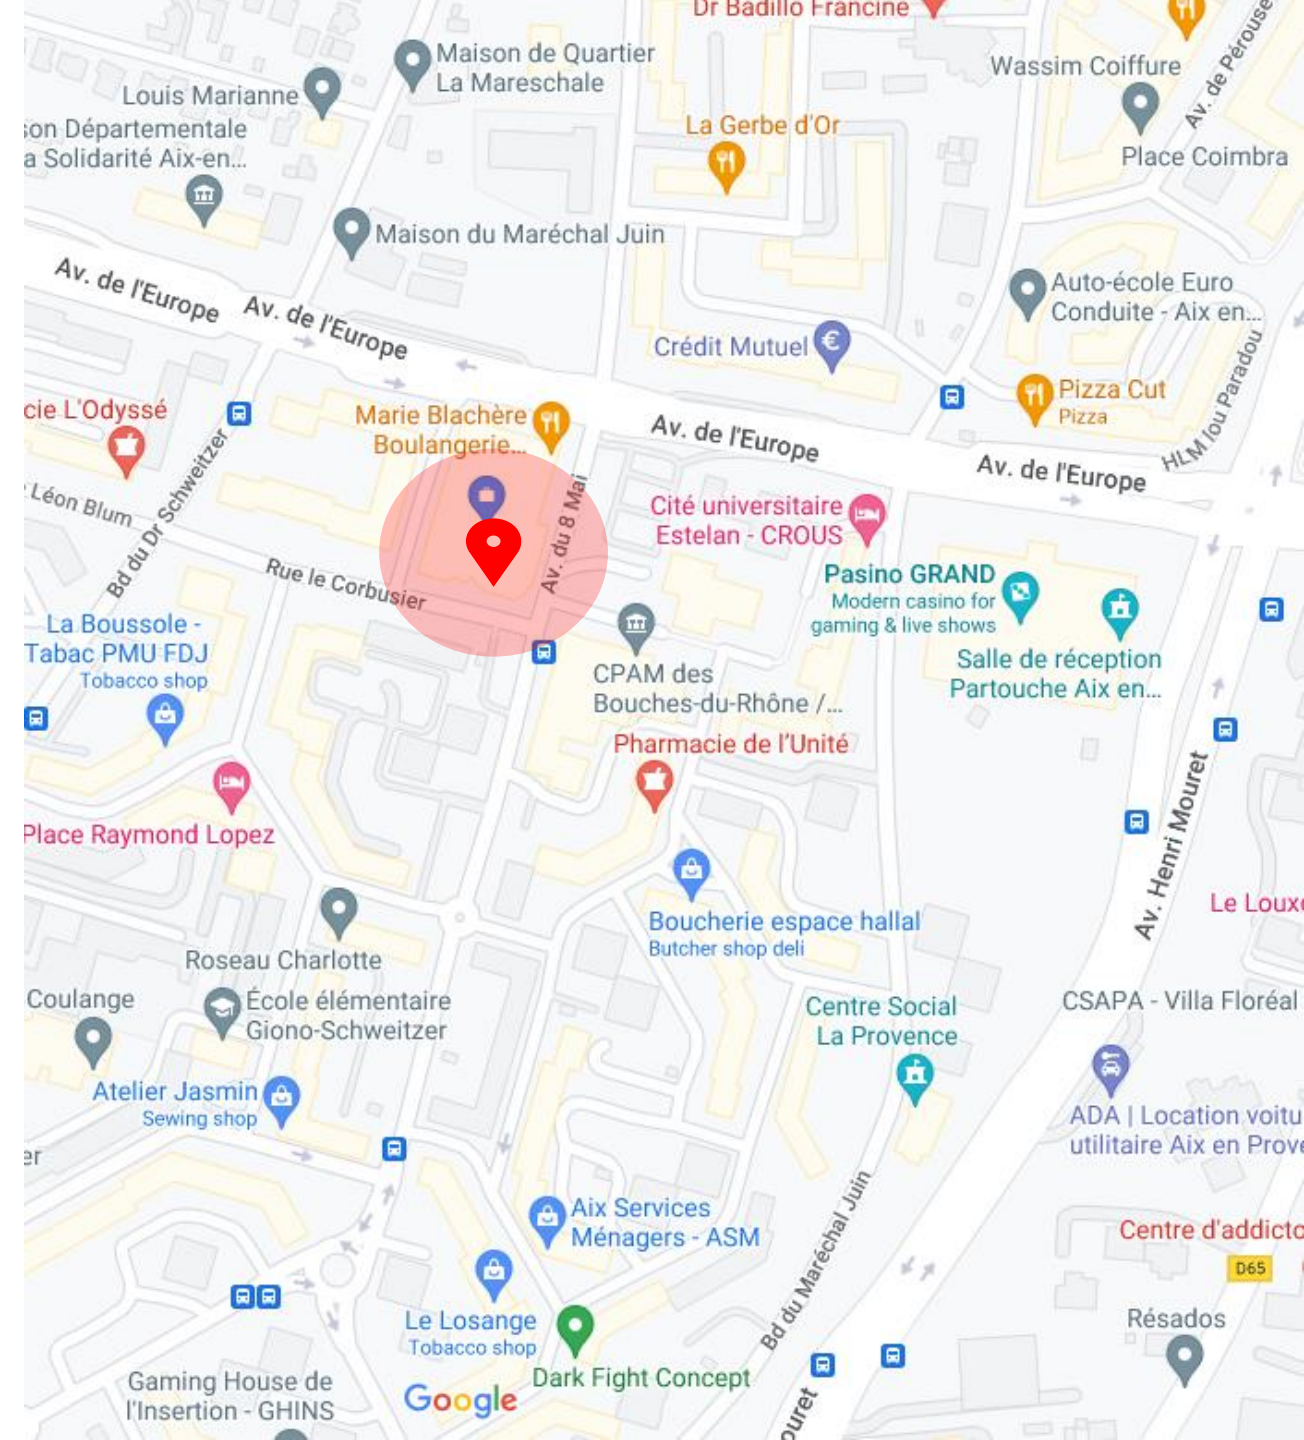 Dr Badillo Francine
Maison de Quartier
La Mareschale
Wassim Coiffure
Av. de Pérouse
Louis Marianne
son Départementale
a Solidarité Aix-en...
La Gerbe d'Or
Place Coimbra
Maison du Maréchal Juin
Av. de l'Europe
Av. de l'Europe
Auto-école Euro
Conduite - Aix en...
Crédit Mutuel
HLM lou Paradou
Pizza Cut
Pizza
cie L'Odyssé
Marie Blachère
Boulangerie...
Av. de l'Europe
Av. de l'Europe
Léon Blum
Bd du Dr Schweitzer
Av. du 8 Mai
Cité universitaire
Estelan - CROUS
Rue le Corbusier
Pasino GRAND
Modern casino for
gaming & live shows
La Boussole -
Tabac PMU FDJ
Tobacco shop
CPAM des
Bouches-du-Rhône /...
Salle de réception
Partouche Aix en...
Pharmacie de l'Unité
Place Raymond Lopez
Av. Henri Mouret
Le Loux
Boucherie espace hallal
Butcher shop deli
Roseau Charlotte
Coulange
École élémentaire
Giono-Schweitzer
Centre Social
La Provence
CSAPA - Villa Floréal
Atelier Jasmin
Sewing shop
ADA | Location voitu
utilitaire Aix en Prove
er
Bd du Maréchal Juin
Aix Services
Ménagers - ASM
Centre d'addicto
D65
Le Losange
Tobacco shop
Résados
Dark Fight Concept
Gaming House de
l'Insertion - GHINS
Google
ouret